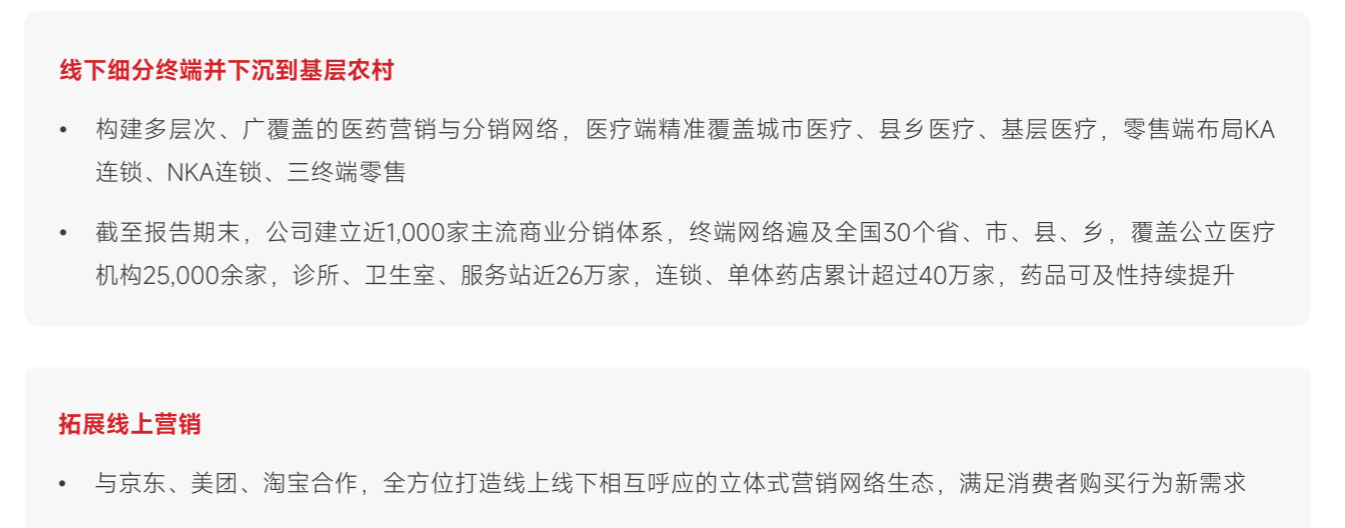 线下细分终端并下沉到基层农村
• 构建多层次、广覆盖的医药营销与分销网络，医疗端精准覆盖城市医疗、县乡医疗、基层医疗，零售端布局KA
连锁、NKA连锁、三终端零售
• 截至报告期末，公司建立近1,000家主流商业分销体系，终端网络遍及全国30个省、市、县、乡，覆盖公立医疗
机构25,000余家，诊所、卫生室、服务站近26万家，连锁、单体药店累计超过40万家，药品可及性持续提升
拓展线上营销
• 与京东、美团、淘宝合作，全方位打造线上线下相互呼应的立体式营销网络生态，满足消费者购买行为新需求